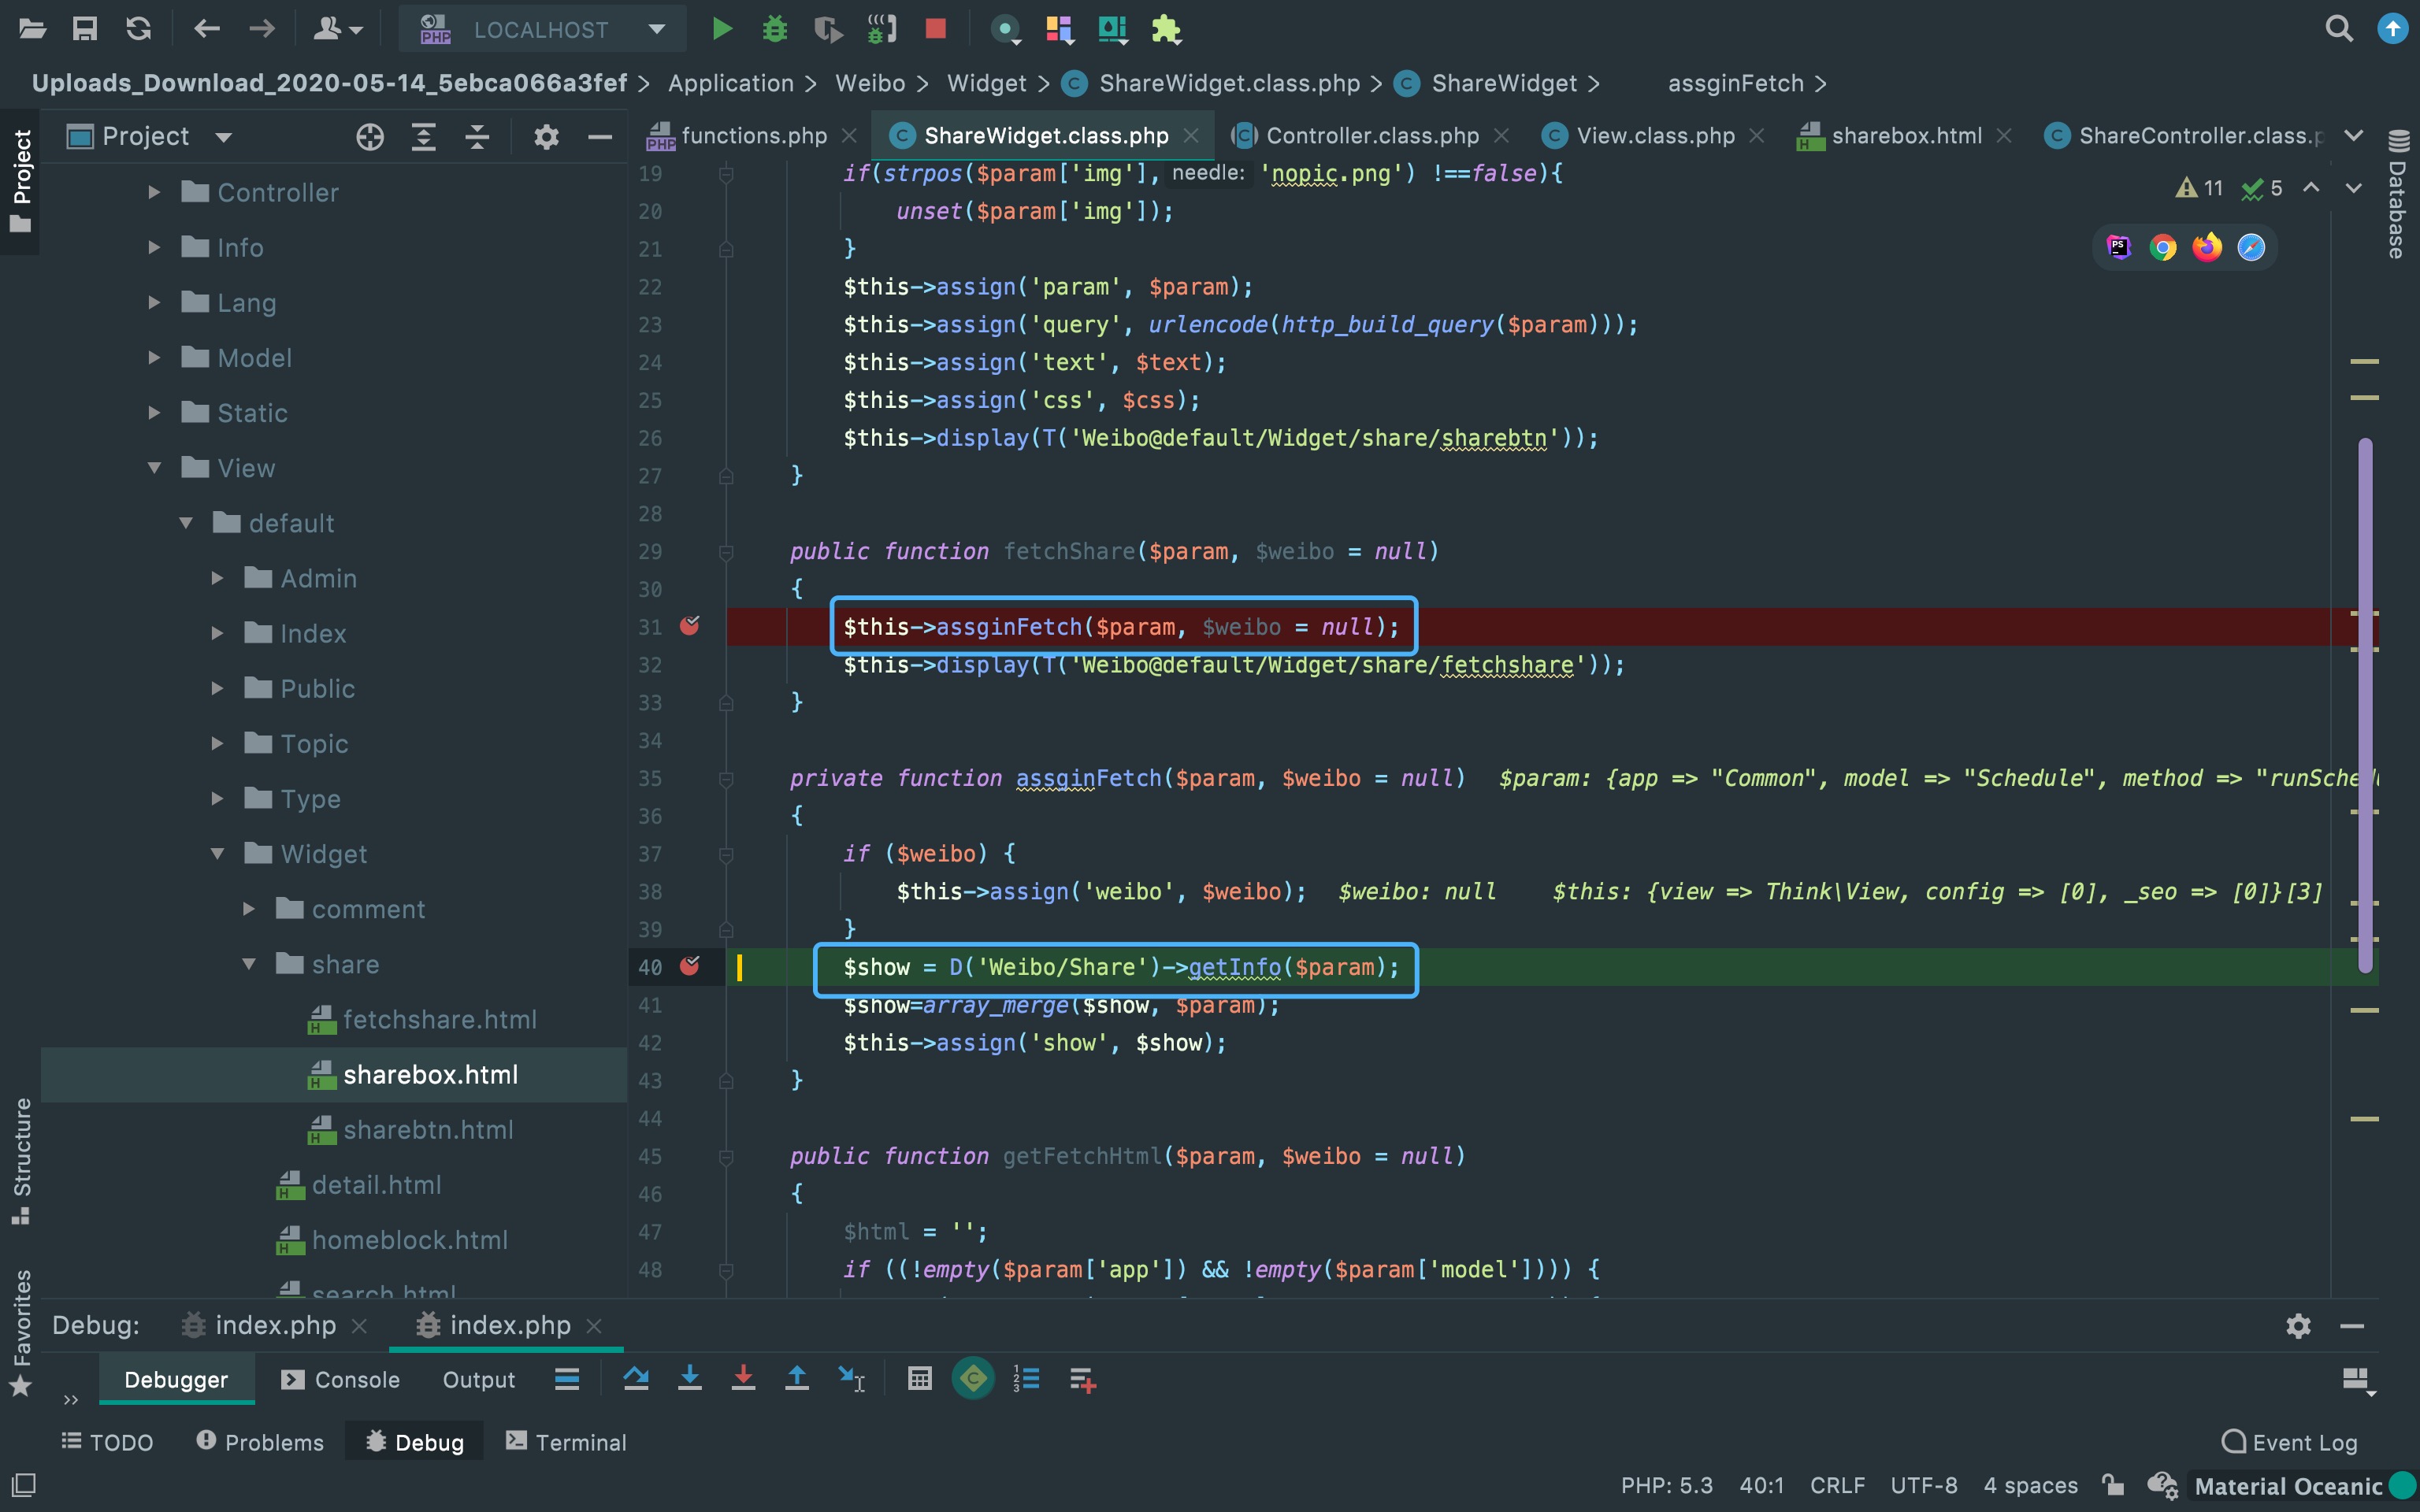 LOCALHOST
Uploads_Download_2020-05-14_5ebca066a3fef > Application > Weibo > Widget > ShareWidget.class.php > ShareWidget > assginFetch >
Project
Project
functions.php
ShareWidget.class.php
Controller.class.php
View.class.php
sharebox.html
ShareController.class.p
Database
11 5
Controller
Info
Lang
Model
Static
View
default
Admin
Index
Public
Topic
Type
Widget
comment
share
fetchshare.html
sharebox.html
sharebtn.html
detail.html
homeblock.html
search.html
Structure
Favorites
19 if(strpos($param['img'], needle: 'nopic.png') !==false){
20 unset($param['img']);
21 }
22 $this->assign('param', $param);
23 $this->assign('query', urlencode(http_build_query($param)));
24 $this->assign('text', $text);
25 $this->assign('css', $css);
26 $this->display(T('Weibo@default/Widget/share/sharebtn'));
27 }
28
29 public function fetchShare($param, $weibo = null)
30 {
31 $this->assginFetch($param, $weibo = null);
32 $this->display(T('Weibo@default/Widget/share/fetchshare'));
33 }
34
35 private function assginFetch($param, $weibo = null) $param: {app => "Common", model => "Schedule", method => "runSche
36 {
37 if ($weibo) {
38 $this->assign('weibo', $weibo); $weibo: null $this: {view => Think\View, config => [0], _seo => [0]}[3]
39 }
40 $show = D('Weibo/Share')->getInfo($param);
41 $show=array_merge($show, $param);
42 $this->assign('show', $show);
43 }
44
45 public function getFetchHtml($param, $weibo = null)
46 {
47 $html = '';
48 if ((!empty($param['app']) && !empty($param['model']))) {
Debug: index.php index.php
Debugger Console Output
TODO Problems Debug Terminal Event Log
PHP: 5.3 40:1 CRLF UTF-8 4 spaces Material Oceanic